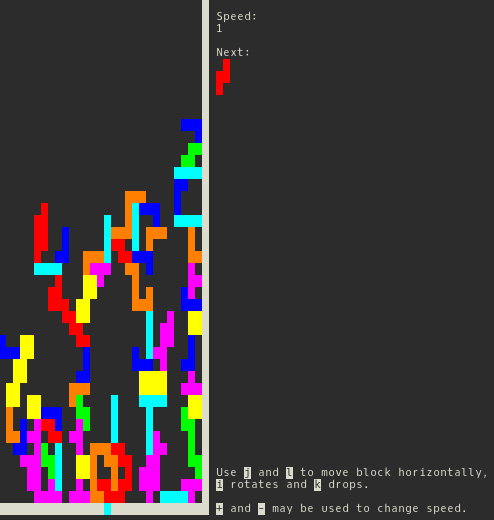 Speed:
1
Next:
Use j and l to move block horizontally,
i rotates and k drops.
+ and - may be used to change speed.